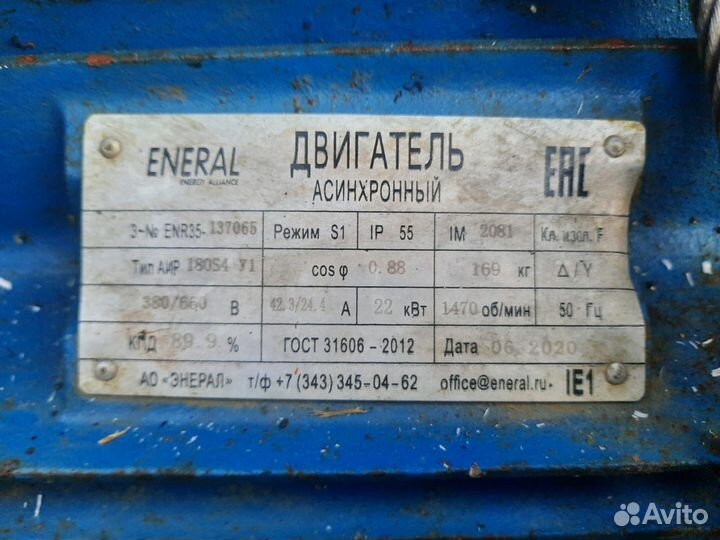 ENERAL
ENERGY ALLIANCE
ДВИГАТЕЛЬ
АСИНХРОННЫЙ
EAC
3~№ ENR35-137065 Режим S1 IP 55 IM 2081 Кл. изол. F
Тип АИР 180S4 У1 cos φ 0.88 169 кг Δ/Y
380/660 В 42.3/24.4 А 22 кВт 1470 об/мин 50 Гц
КПД 89.9 % ГОСТ 31606-2012 Дата 06.2020
АО «ЭНЕРАЛ» т/ф +7 (343) 345-04-62 office@eneral.ru IE1
Avito